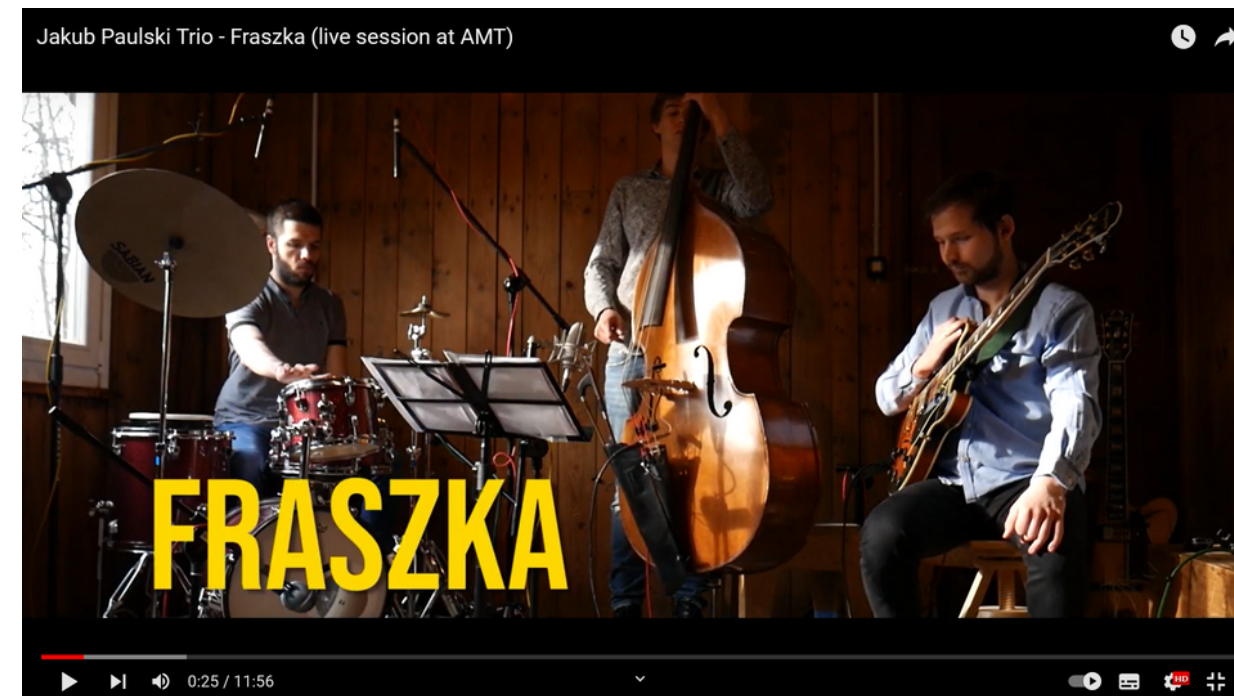 Jakub Paulski Trio - Fraszka (live session at AMT)
SABIAN
FRASZKA
0:25 / 11:56
HD